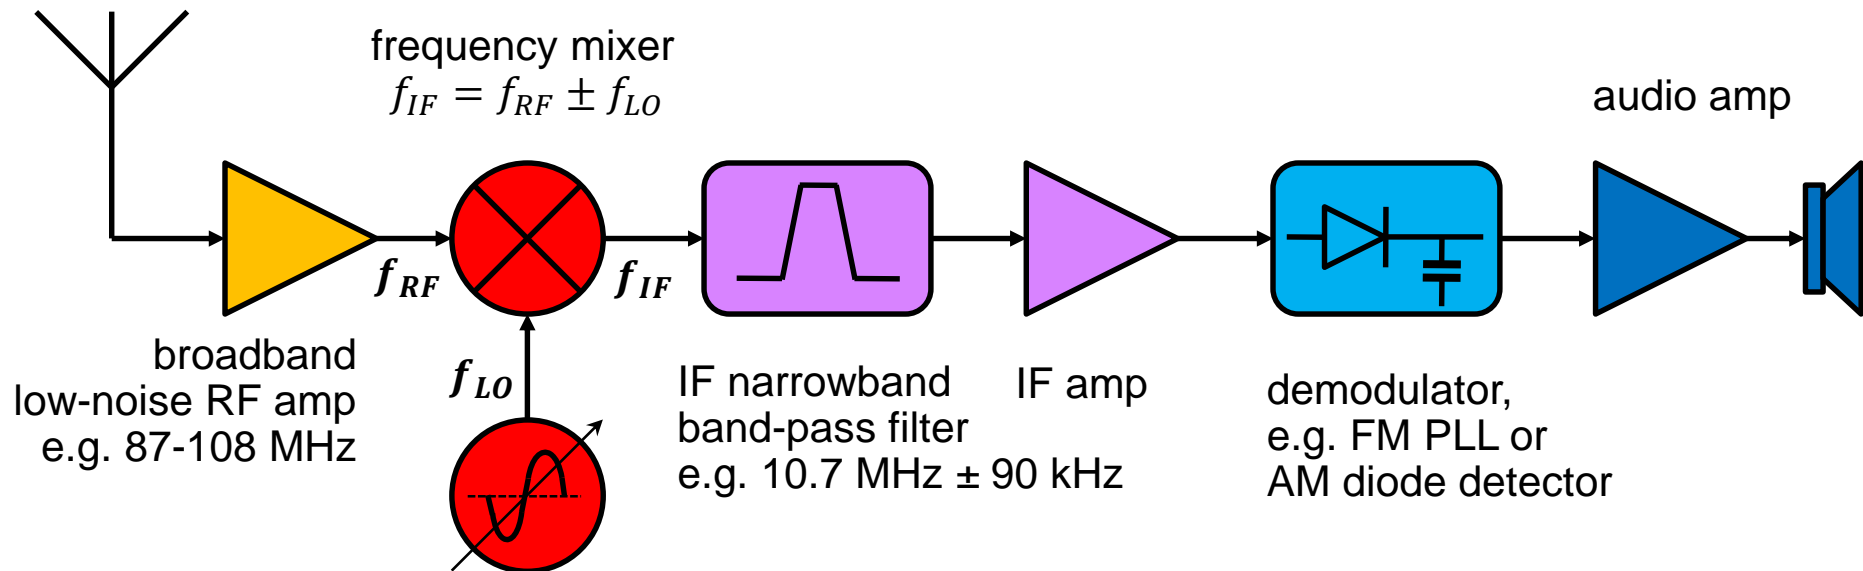 frequency mixer
f_IF = f_RF ± f_LO
audio amp
f_RF
f_IF
broadband
low-noise RF amp
e.g. 87-108 MHz
f_LO
IF narrowband
band-pass filter
e.g. 10.7 MHz ± 90 kHz
IF amp
demodulator,
e.g. FM PLL or
AM diode detector